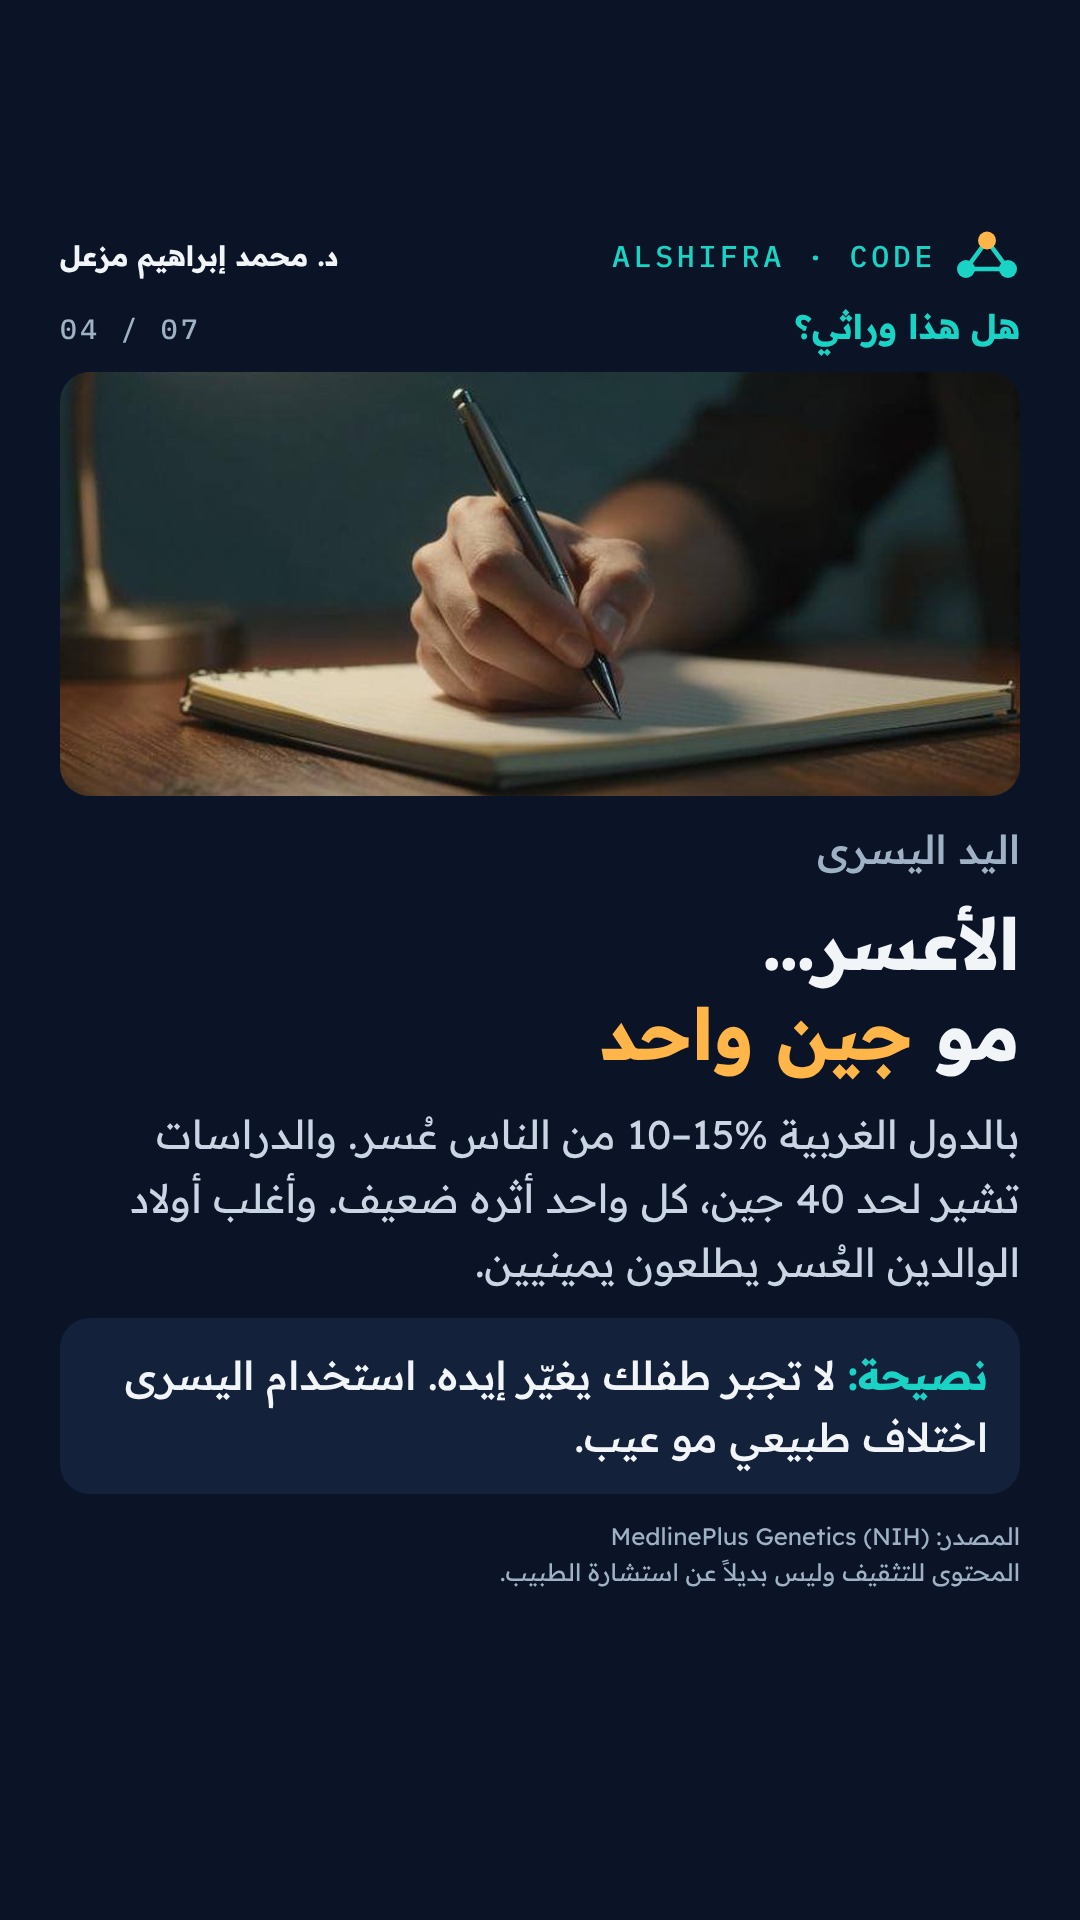 ALSHIFRA · CODE
د. محمد إبراهيم مزعل
هل هذا وراثي؟
04 / 07
اليد اليسرى
الأعسر...
مو جين واحد
بالدول الغربية 10–15% من الناس عُسر. والدراسات
تشير لحد 40 جين، كل واحد أثره ضعيف. وأغلب أولاد
الوالدين العُسر يطلعون يمينيين.
نصيحة: لا تجبر طفلك يغيّر إيده. استخدام اليسرى
اختلاف طبيعي مو عيب.
المصدر: MedlinePlus Genetics (NIH)
المحتوى للتثقيف وليس بديلاً عن استشارة الطبيب.